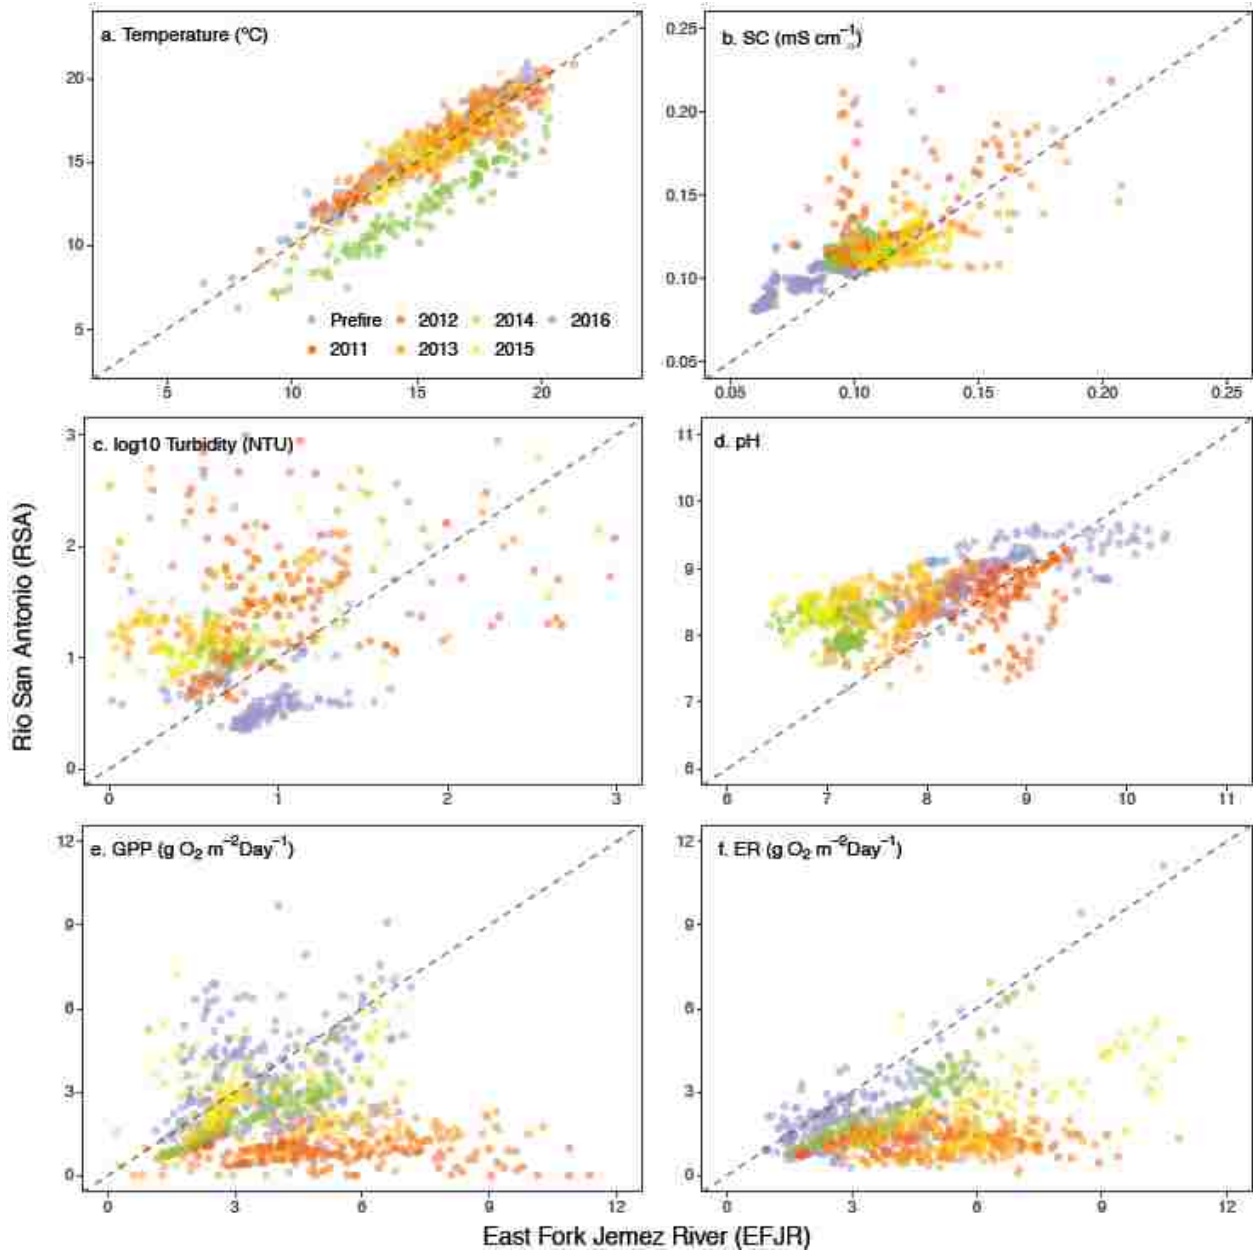 a. Temperature (ºC)
20
15
10
5
5 10 15 20
Prefire 2012 2014 2016
2011 2013 2015
b. SC (mS cm⁻¹)
0.25
0.20
0.15
0.10
0.05
0.05 0.10 0.15 0.20 0.25
c. log10 Turbidity (NTU)
3
2
1
0
0 1 2 3
d. pH
11
10
9
8
7
6
6 7 8 9 10 11
Rio San Antonio (RSA)
e. GPP (g O₂ m⁻²Day⁻¹)
12
9
6
3
0
0 3 6 9 12
f. ER (g O₂ m⁻²Day⁻¹)
12
9
6
3
0
0 3 6 9 12
East Fork Jemez River (EFJR)